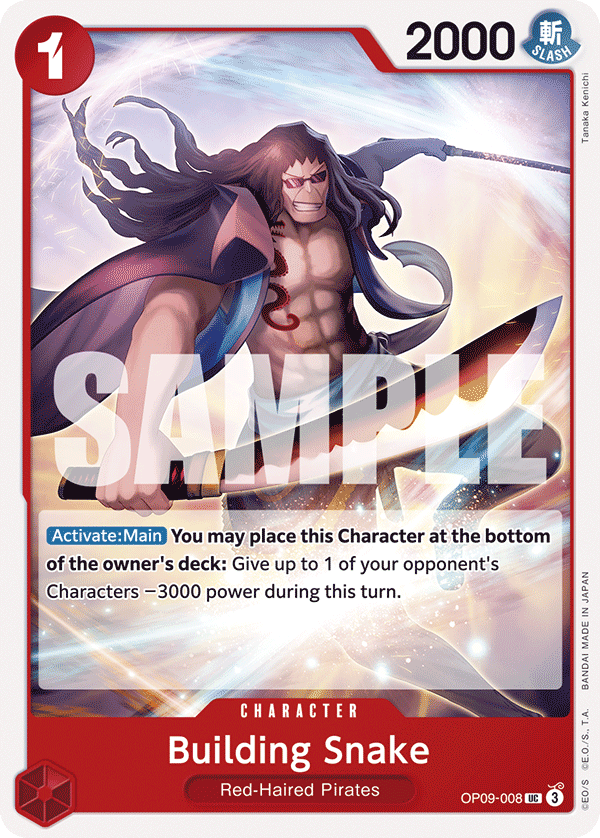 1
2000
斬
SLASH
Tanaka Kenichi
SAMPLE
Activate:Main You may place this Character at the bottom
of the owner's deck: Give up to 1 of your opponent's
Characters −3000 power during this turn.
CHARACTER
Building Snake
Red-Haired Pirates
OP09-008 UC 3
©EO/S ©E.O./S., T.A. BANDAI MADE IN JAPAN